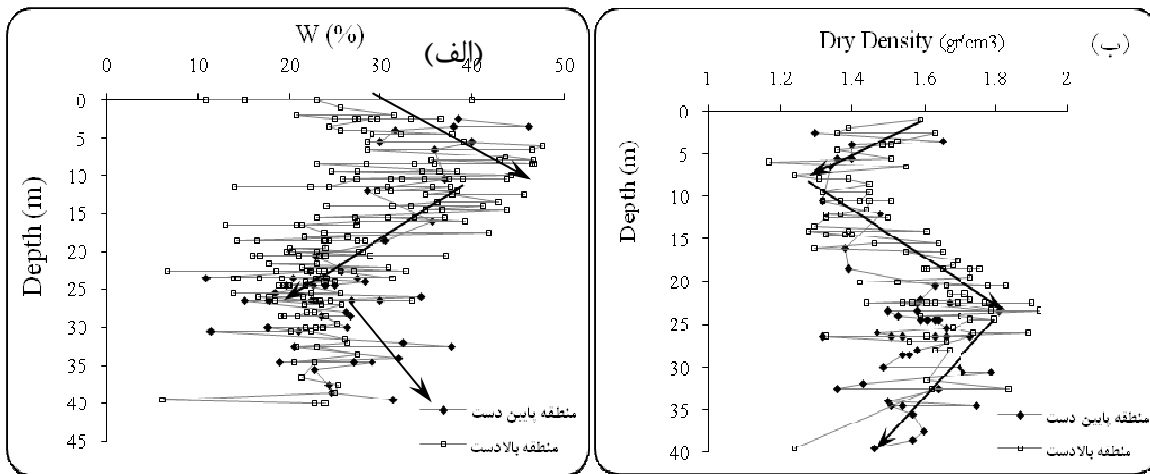 W (%)
(الف)
0 10 20 30 40 50
0
5
10
15
20
25
30
35
40
45
Depth (m)
منطقه پایین دست
منطقه بالادست
Dry Density (gr/cm3)
(ب)
1 1.2 1.4 1.6 1.8 2
0
5
10
15
20
25
30
35
40
Depth (m)
منطقه پایین دست
منطقه بالادست